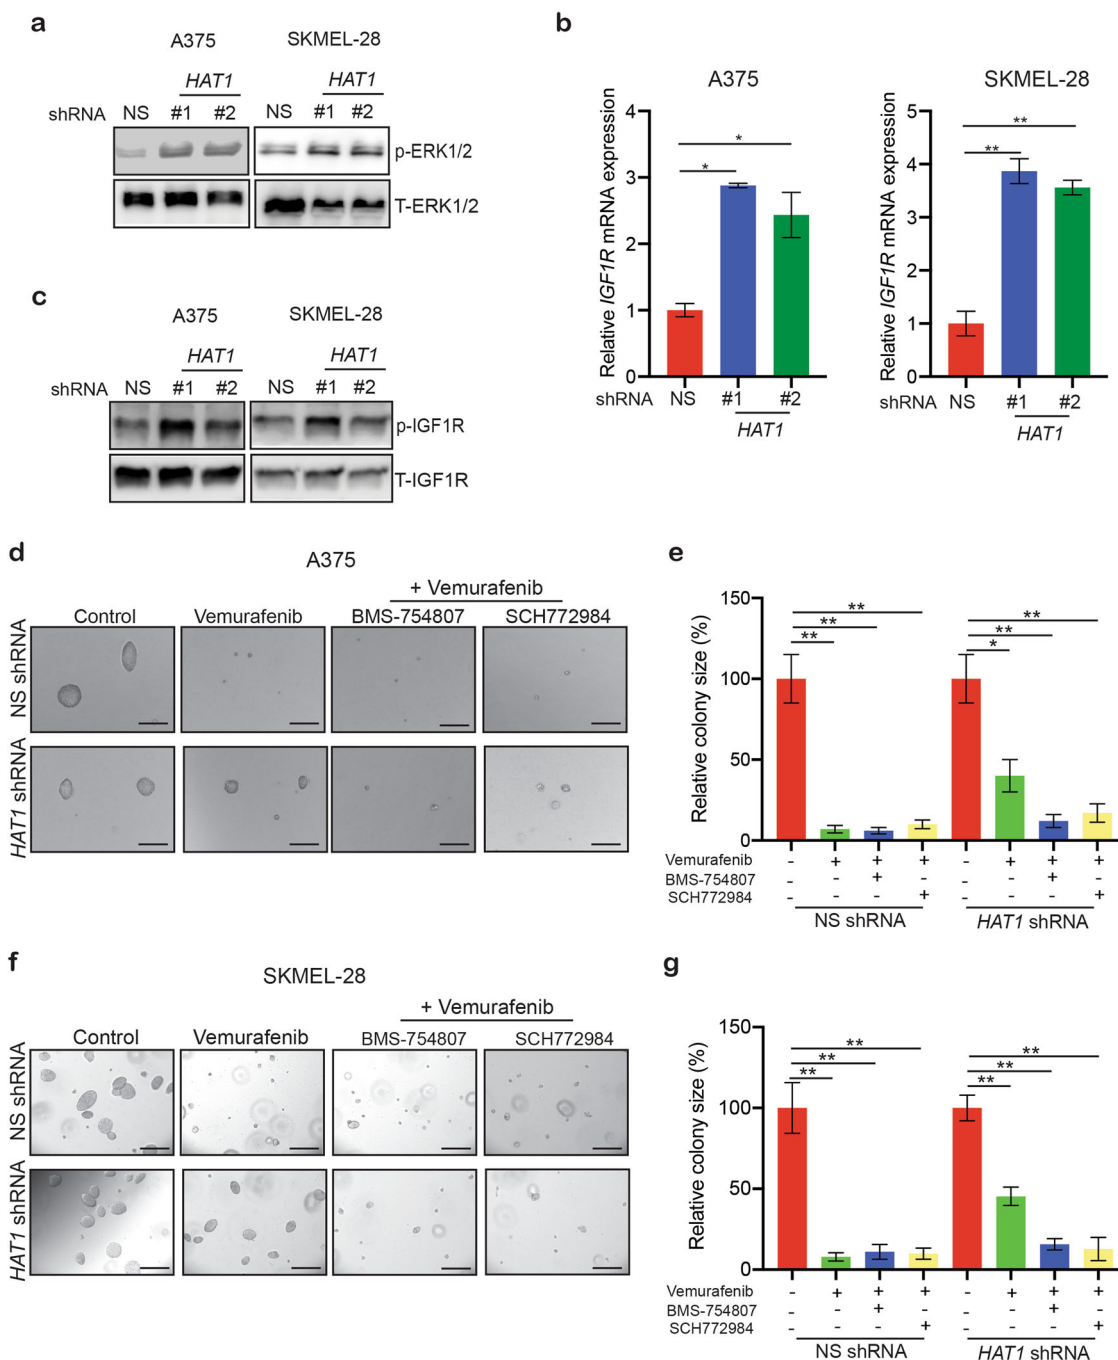 a
A375
SKMEL-28
HAT1
HAT1
shRNA NS #1 #2 NS #1 #2
p-ERK1/2
T-ERK1/2
b
A375
Relative IGF1R mRNA expression
4
3
2
1
0
* 
*
shRNA NS #1 #2
HAT1
SKMEL-28
Relative IGF1R mRNA expression
5
4
3
2
1
0
**
**
shRNA NS #1 #2
HAT1
c
A375
SKMEL-28
HAT1
HAT1
shRNA NS #1 #2 NS #1 #2
p-IGF1R
T-IGF1R
d
A375
+ Vemurafenib
Control Vemurafenib BMS-754807 SCH772984
NS shRNA
HAT1 shRNA
e
Relative colony size (%)
150
100
50
0
**
**
**
**
**
*
Vemurafenib - + + + - + + +
BMS-754807 - - + - - - + -
SCH772984 - - - + - - - +
NS shRNA HAT1 shRNA
f
SKMEL-28
+ Vemurafenib
Control Vemurafenib BMS-754807 SCH772984
NS shRNA
HAT1 shRNA
g
Relative colony size (%)
150
100
50
0
**
**
**
**
**
**
Vemurafenib - + + + - + + +
BMS-754807 - - + - - - + -
SCH772984 - - - + - - - +
NS shRNA HAT1 shRNA